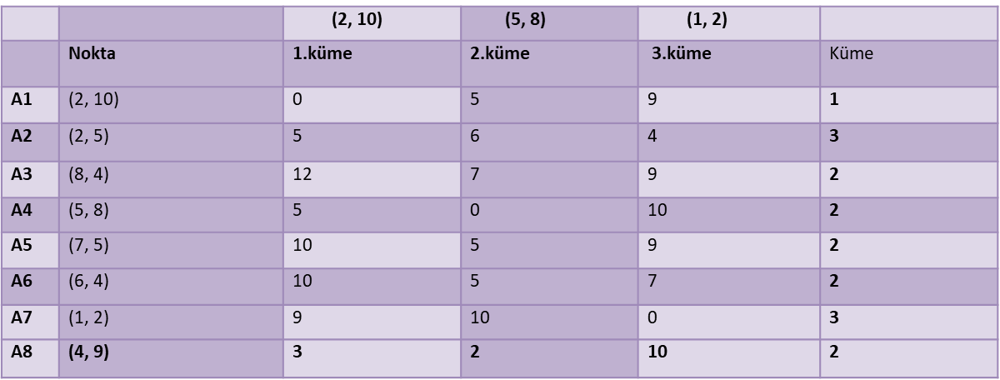 (2, 10) (5, 8) (1, 2)
Nokta 1.küme 2.küme 3.küme Küme
A1 (2, 10) 0 5 9 1
A2 (2, 5) 5 6 4 3
A3 (8, 4) 12 7 9 2
A4 (5, 8) 5 0 10 2
A5 (7, 5) 10 5 9 2
A6 (6, 4) 10 5 7 2
A7 (1, 2) 9 10 0 3
A8 (4, 9) 3 2 10 2